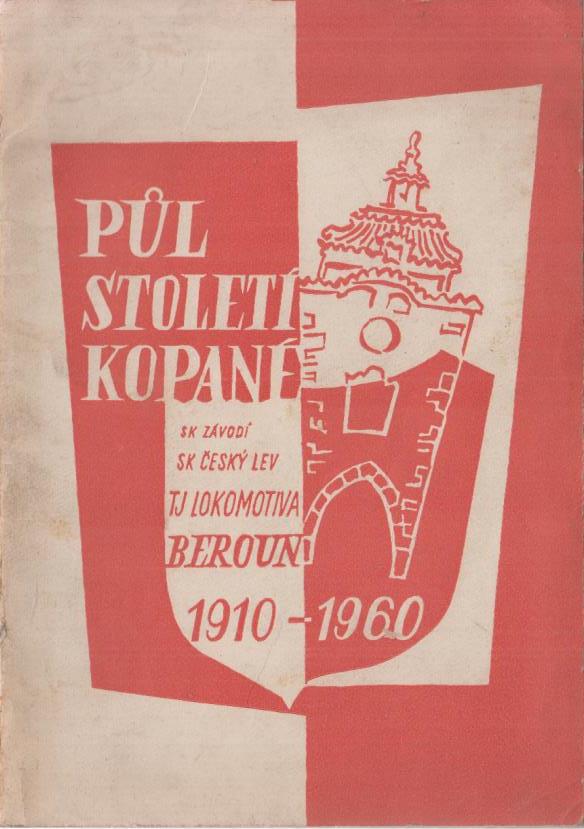 PŮL
STOLETÍ
KOPANÉ
SK ZÁVODÍ
SK ČESKÝ LEV
TJ LOKOMOTIVA
BEROUN
1910-1960